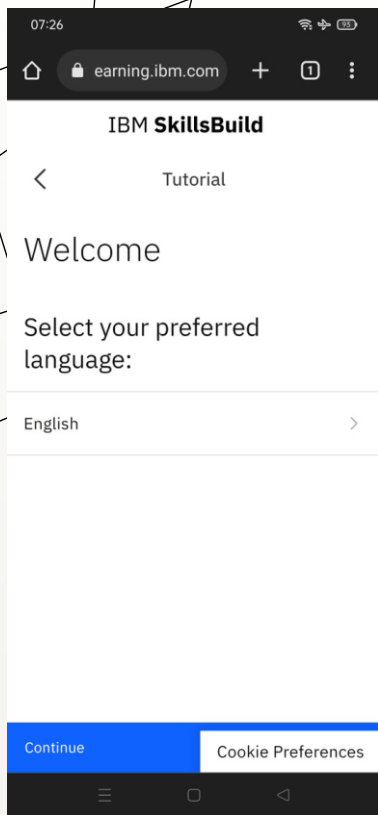 07:26
95
earning.ibm.com
1
IBM SkillsBuild
Tutorial
Welcome
Select your preferred
language:
English
Continue
Cookie Preferences